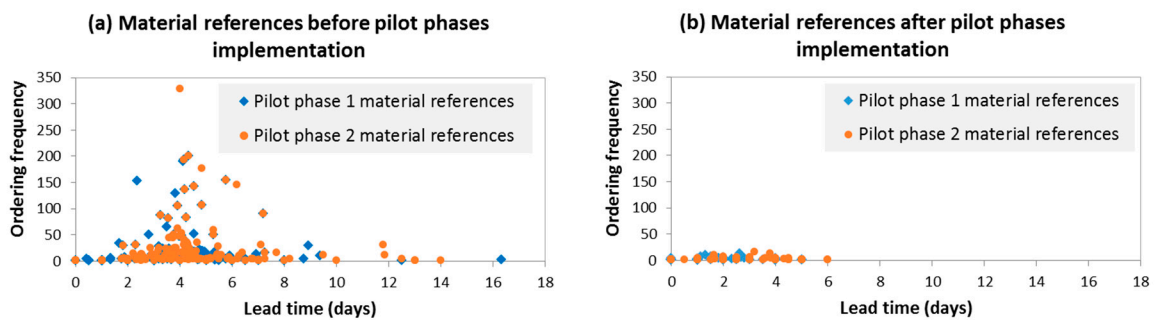 (a) Material references before pilot phases
implementation
Ordering frequency
350
300
250
200
150
100
50
0
Pilot phase 1 material references
Pilot phase 2 material references
0 2 4 6 8 10 12 14 16 18
Lead time (days)
(b) Material references after pilot phases
implementation
Ordering frequency
350
300
250
200
150
100
50
0
Pilot phase 1 material references
Pilot phase 2 material references
0 2 4 6 8 10 12 14 16 18
Lead time (days)